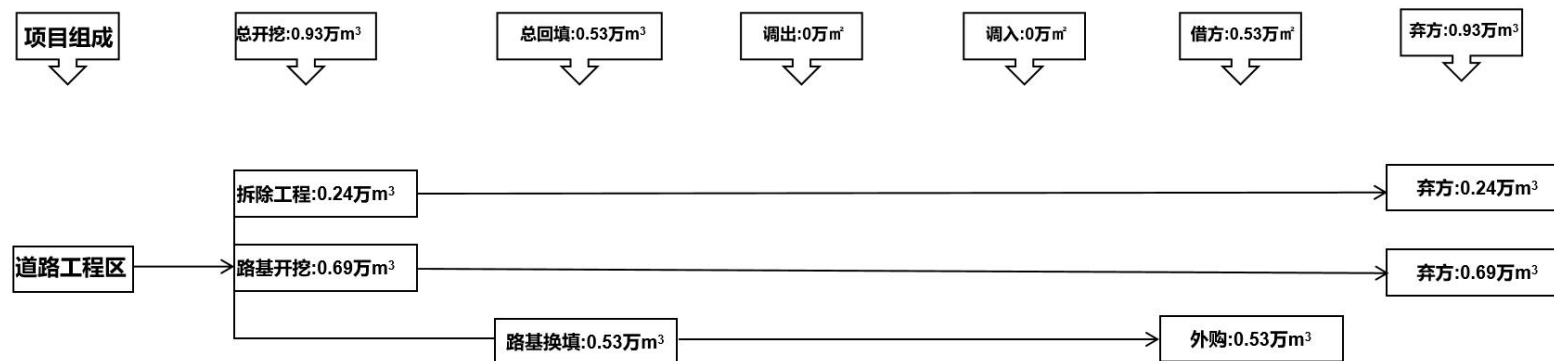 项目组成
总开挖:0.93万m³
总回填:0.53万m³
调出:0万㎡
调入:0万㎡
借方:0.53万㎡
弃方:0.93万m³
拆除工程:0.24万m³
弃方:0.24万m³
道路工程区
路基开挖:0.69万m³
弃方:0.69万m³
路基换填:0.53万m³
外购:0.53万m³